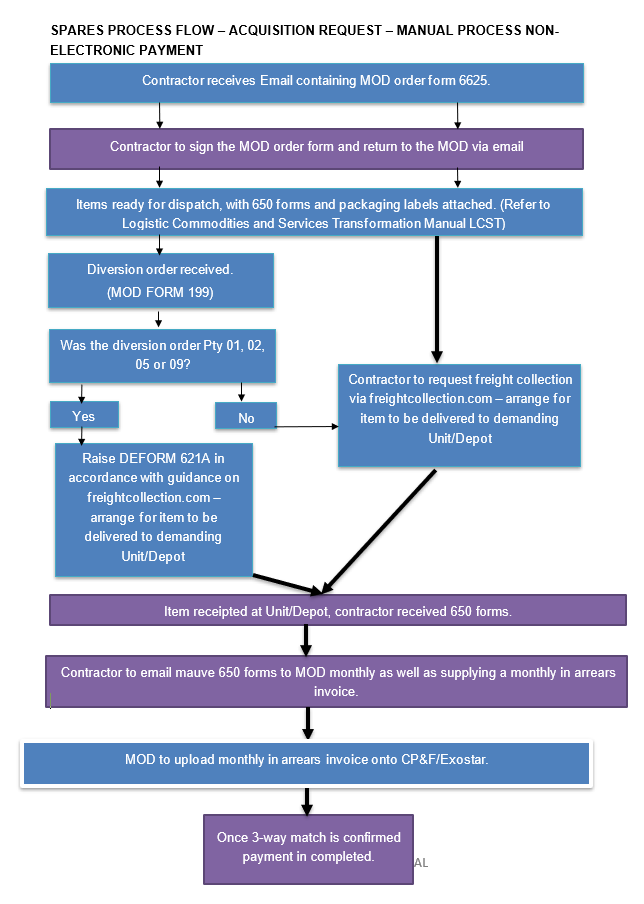 SPARES PROCESS FLOW – ACQUISITION REQUEST – MANUAL PROCESS NON-
ELECTRONIC PAYMENT
Contractor receives Email containing MOD order form 6625.
Contractor to sign the MOD order form and return to the MOD via email
Items ready for dispatch, with 650 forms and packaging labels attached. (Refer to
Logistic Commodities and Services Transformation Manual LCST)
Diversion order received.
(MOD FORM 199)
Was the diversion order Pty 01, 02,
05 or 09?
Yes
No
Contractor to request freight collection
via freightcollection.com – arrange for
item to be delivered to demanding
Unit/Depot
Raise DEFORM 621A in
accordance with guidance on
freightcollection.com –
arrange for item to be
delivered to demanding
Unit/Depot
Item receipted at Unit/Depot, contractor received 650 forms.
Contractor to email mauve 650 forms to MOD monthly as well as supplying a monthly in arrears
invoice.
MOD to upload monthly in arrears invoice onto CP&F/Exostar.
Once 3-way match is confirmed
payment in completed.
AL